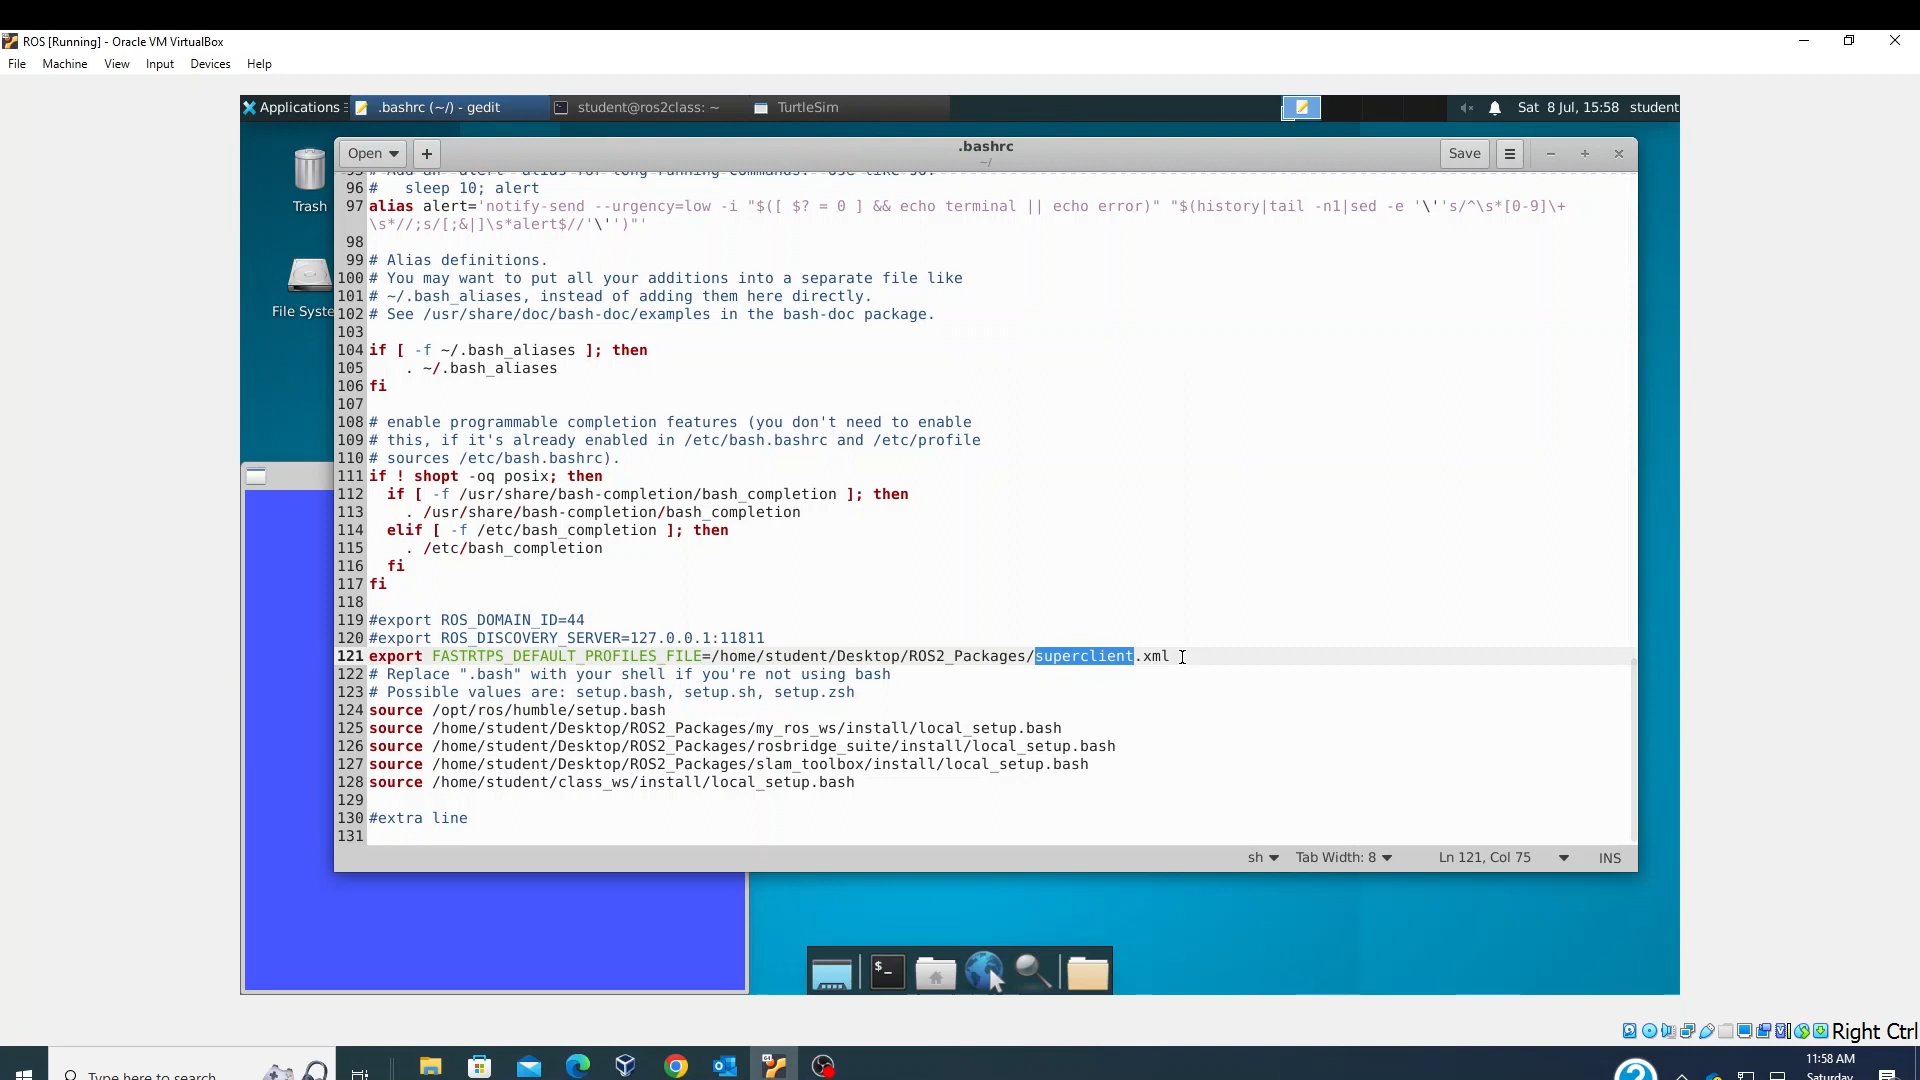 ROS [Running] - Oracle VM VirtualBox
File Machine View Input Devices Help
Applications .bashrc (~/) - gedit student@ros2class: ~ TurtleSim Sat 8 Jul, 15:58 student
Open .bashrc Save
~/
Trash
File Syste
96 #   sleep 10; alert
97 alias alert='notify-send --urgency=low -i "$([ $? = 0 ] && echo terminal || echo error)" "$(history|tail -n1|sed -e '\''s/^\s*[0-9]\+
\s*//;s/[;&|]\s*alert$//'\'')"'
98
99 # Alias definitions.
100 # You may want to put all your additions into a separate file like
101 # ~/.bash_aliases, instead of adding them here directly.
102 # See /usr/share/doc/bash-doc/examples in the bash-doc package.
103
104 if [ -f ~/.bash_aliases ]; then
105     . ~/.bash_aliases
106 fi
107
108 # enable programmable completion features (you don't need to enable
109 # this, if it's already enabled in /etc/bash.bashrc and /etc/profile
110 # sources /etc/bash.bashrc).
111 if ! shopt -oq posix; then
112   if [ -f /usr/share/bash-completion/bash_completion ]; then
113     . /usr/share/bash-completion/bash_completion
114   elif [ -f /etc/bash_completion ]; then
115     . /etc/bash_completion
116   fi
117 fi
118
119 #export ROS_DOMAIN_ID=44
120 #export ROS_DISCOVERY_SERVER=127.0.0.1:11811
121 export FASTRTPS_DEFAULT_PROFILES_FILE=/home/student/Desktop/ROS2_Packages/superclient.xml
122 # Replace ".bash" with your shell if you're not using bash
123 # Possible values are: setup.bash, setup.sh, setup.zsh
124 source /opt/ros/humble/setup.bash
125 source /home/student/Desktop/ROS2_Packages/my_ros_ws/install/local_setup.bash
126 source /home/student/Desktop/ROS2_Packages/rosbridge_suite/install/local_setup.bash
127 source /home/student/Desktop/ROS2_Packages/slam_toolbox/install/local_setup.bash
128 source /home/student/class_ws/install/local_setup.bash
129
130 #extra line
131
sh Tab Width: 8 Ln 121, Col 75 INS
Right Ctrl
Type here to search
11:58 AM
Saturday